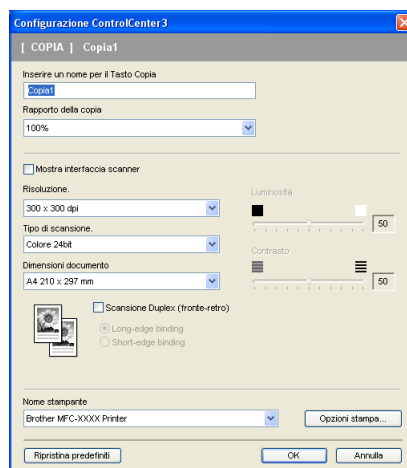 Configurazione ControlCenter3
[ COPIA ] Copia1
Inserire un nome per il Tasto Copia
Copia1
Rapporto della copia
100%
Mostra interfaccia scanner
Risoluzione.
300 x 300 dpi
Tipo di scansione.
Colore 24bit
Dimensioni documento
A4 210 x 297 mm
Luminosità
50
Contrasto
50
Scansione Duplex (fronte-retro)
Long-edge binding
Short-edge binding
Nome stampante
Brother MFC-XXXX Printer
Opzioni stampa...
Ripristina predefiniti
OK
Annulla